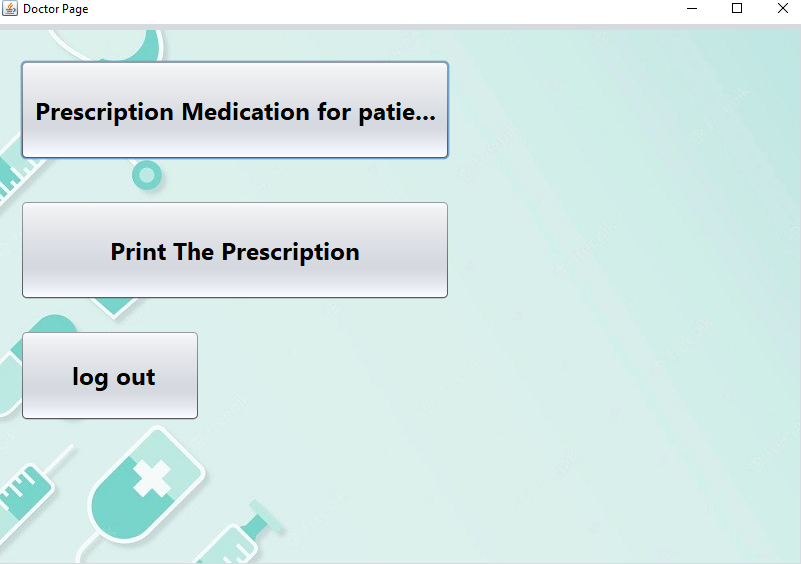 Doctor Page
Prescription Medication for patie...
Print The Prescription
log out